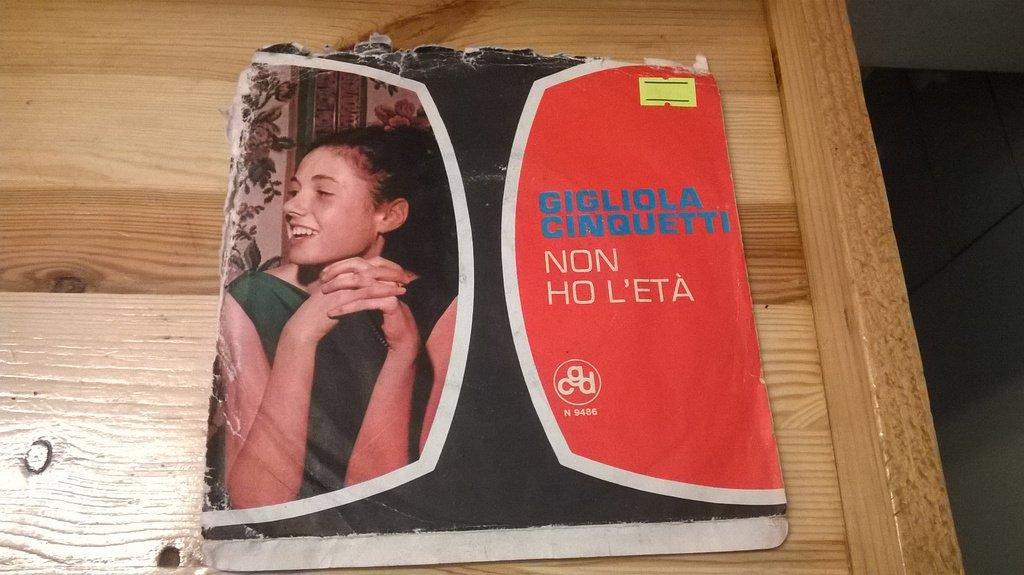 GIGLIOLA
CINQUETTI
NON
HO L'ETÀ
cgd
N 9486